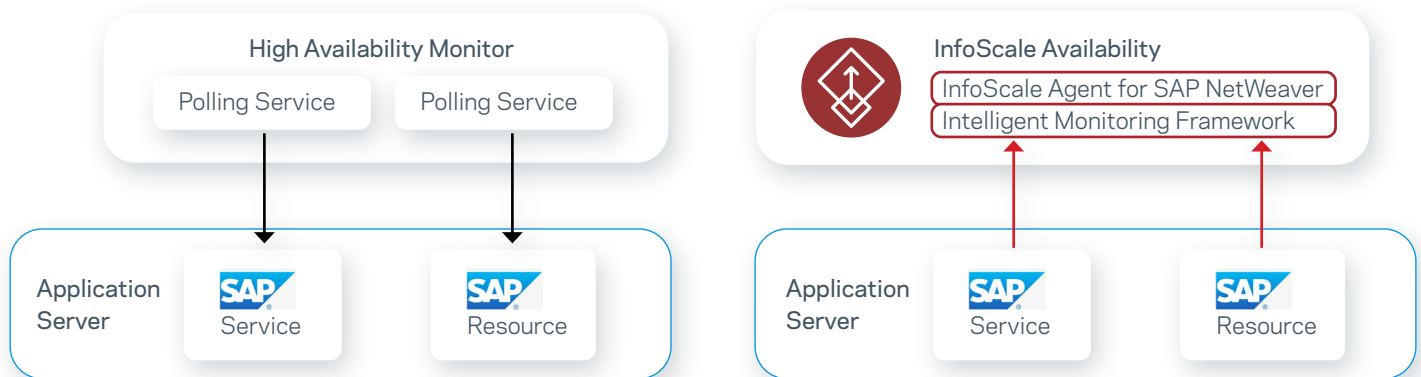 High Availability Monitor
Polling Service
Polling Service
Application
Server
SAP
®
Service
SAP
®
Resource
InfoScale Availability
InfoScale Agent for SAP NetWeaver
Intelligent Monitoring Framework
Application
Server
SAP
®
Service
SAP
®
Resource